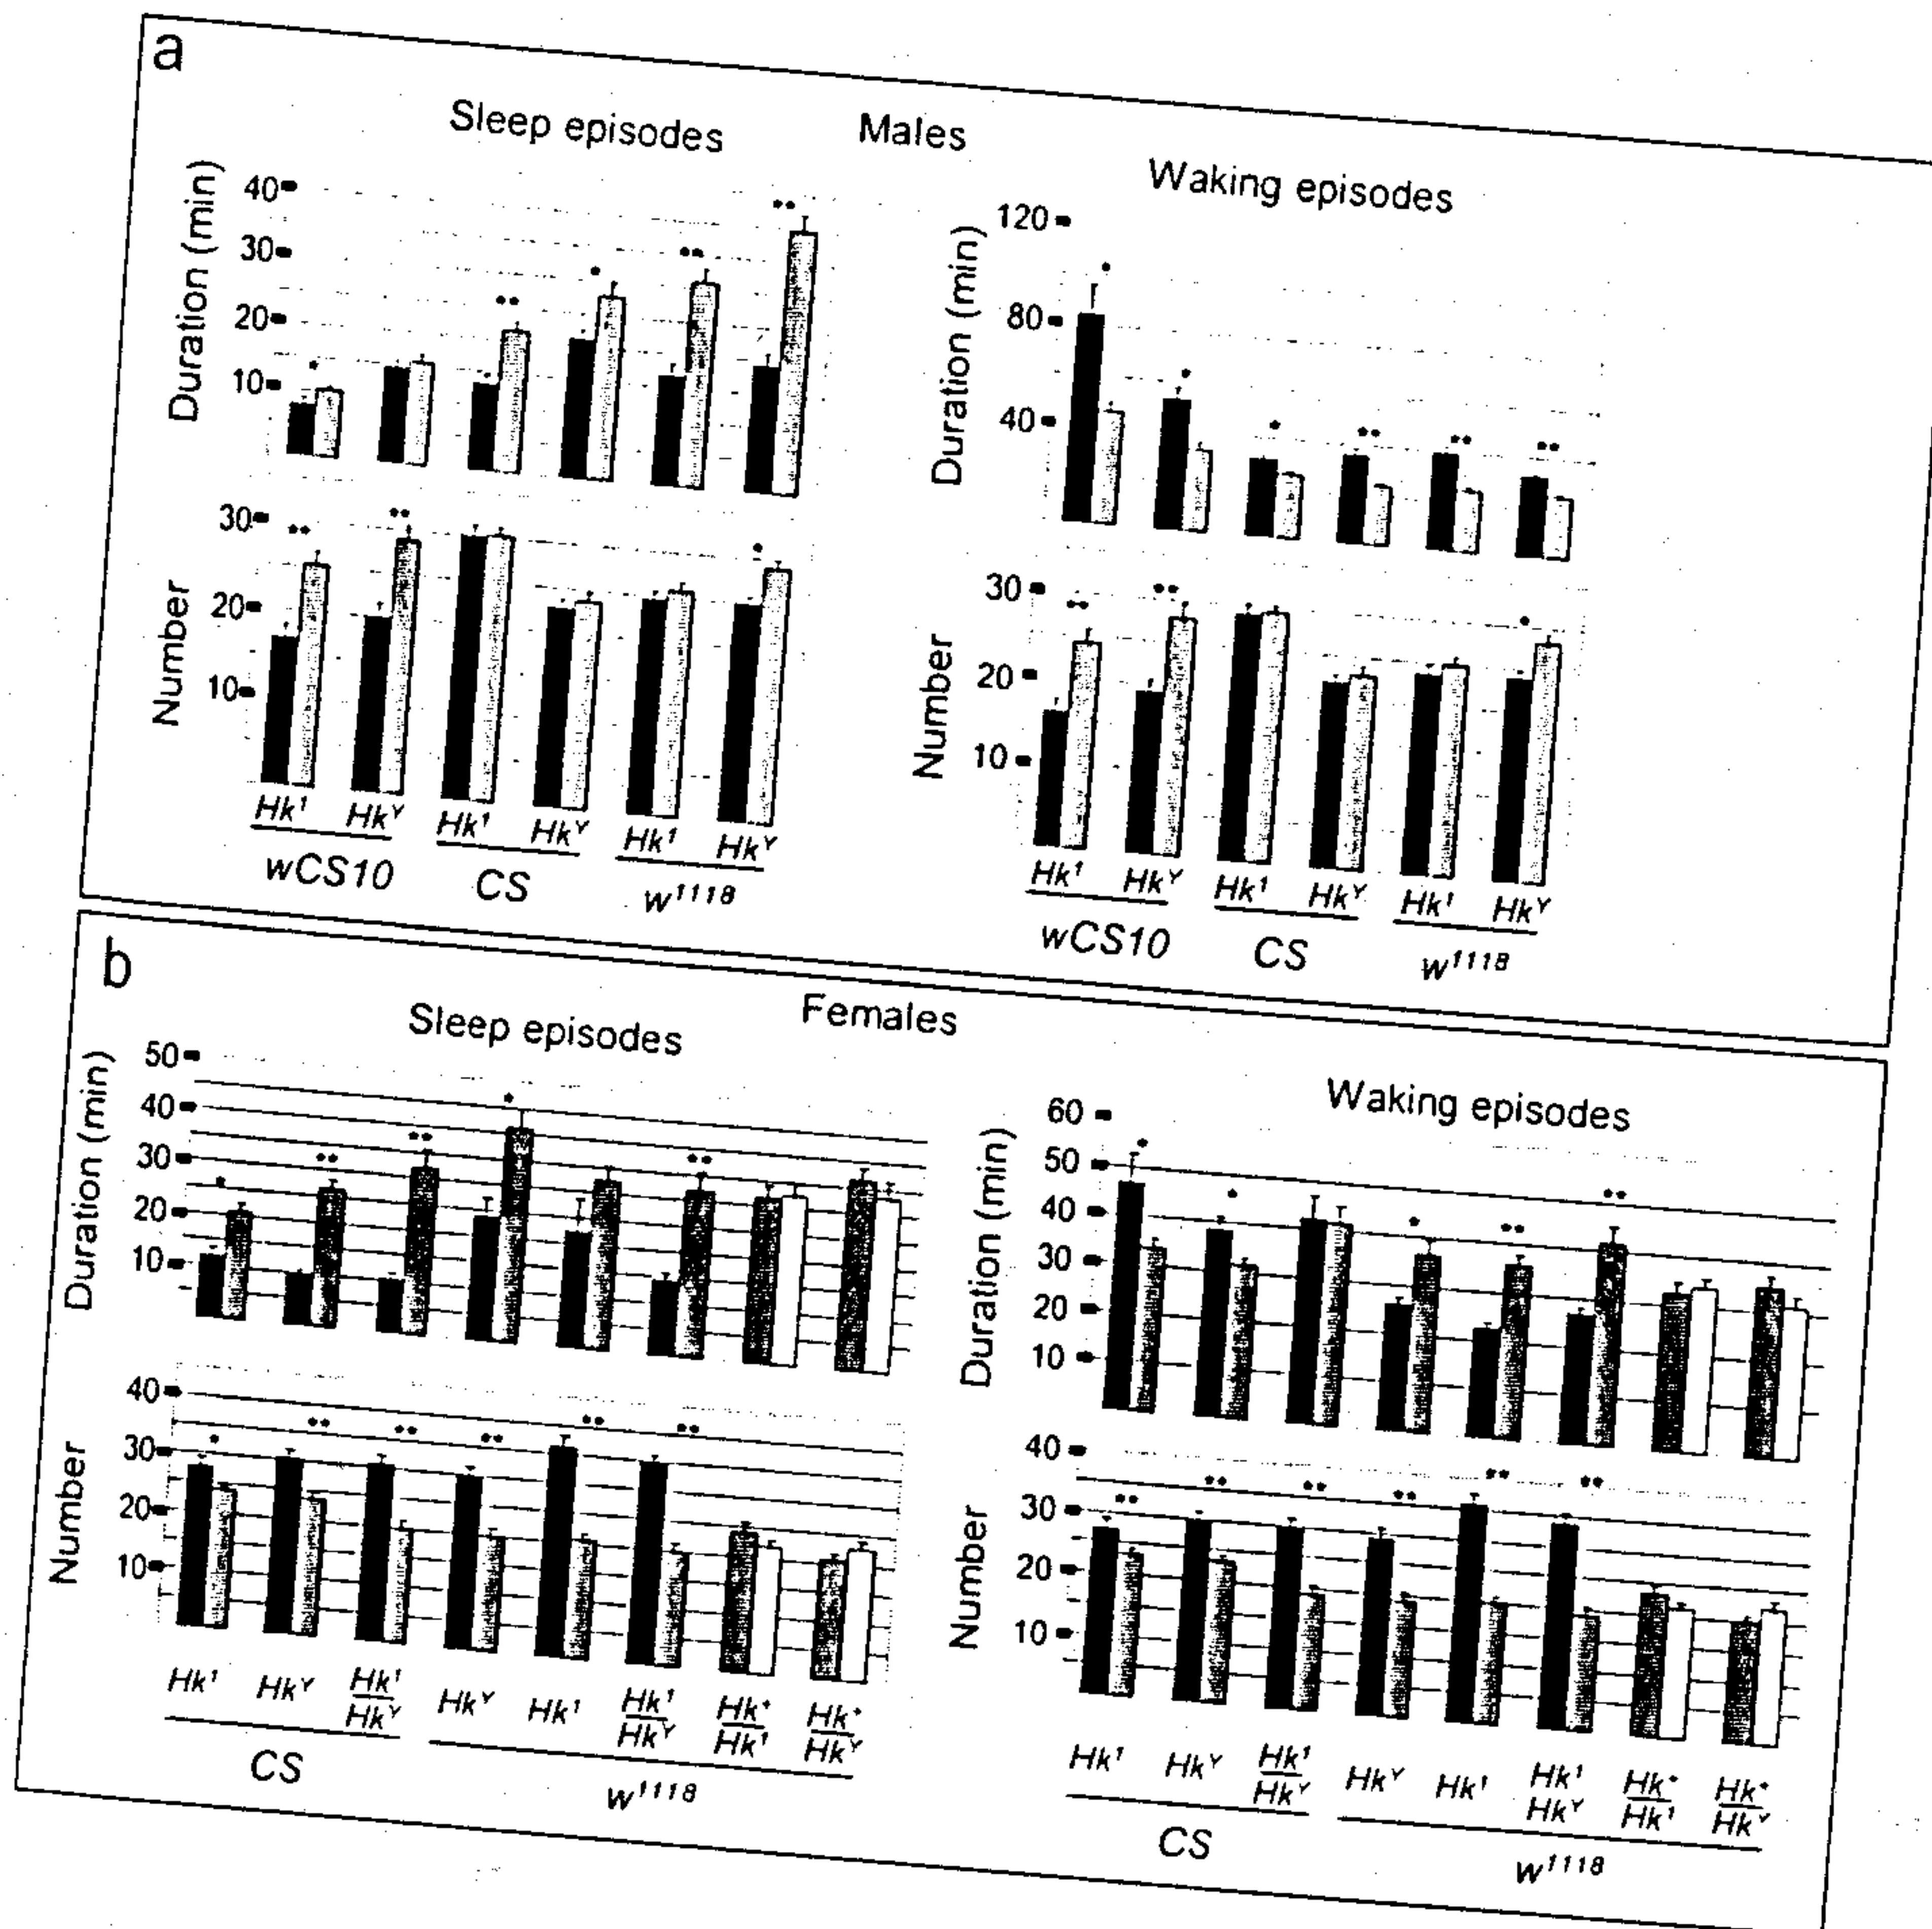 a
Males
Sleep episodes
Duration (min)
40
30
20
10
* ** * ** **
Number
30
20
10
** ** *
Hk¹ Hkʸ Hk¹ Hkʸ Hk¹ Hkʸ
wCS10 CS w¹¹¹⁸
Waking episodes
Duration (min)
120
80
40
* * * ** ** **
Number
30
20
10
** ** *
Hk¹ Hkʸ Hk¹ Hkʸ Hk¹ Hkʸ
wCS10 CS w¹¹¹⁸
b
Females
Sleep episodes
Duration (min)
50
40
30
20
10
* ** ** * **
Number
40
30
20
10
* ** ** ** ** **
Hk¹ Hkʸ Hk¹ Hkʸ Hk¹ Hk¹ Hk⁺ Hk⁺
Hkʸ Hkʸ Hk¹ Hkʸ
CS w¹¹¹⁸
Waking episodes
Duration (min)
60
50
40
30
20
10
* * * ** **
Number
40
30
20
10
** ** ** ** ** **
Hk¹ Hkʸ Hk¹ Hkʸ Hk¹ Hk¹ Hk⁺ Hk⁺
Hkʸ Hkʸ Hk¹ Hkʸ
CS w¹¹¹⁸